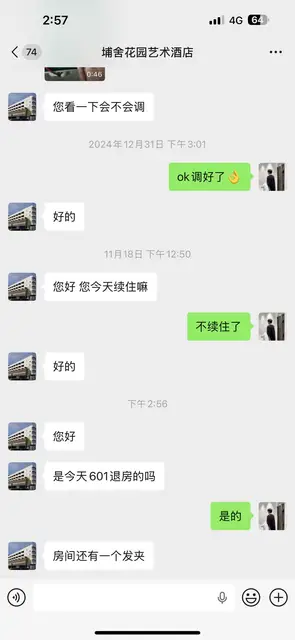 2:57
4G
64
74
埔舍花园艺术酒店
0:46
您看一下会不会调
2024年12月31日 下午3:01
ok调好了👌
好的
11月18日 下午12:50
您好 您今天续住嘛
不续住了
好的
下午2:56
您好
是今天601退房的吗
是的
房间还有一个发夹